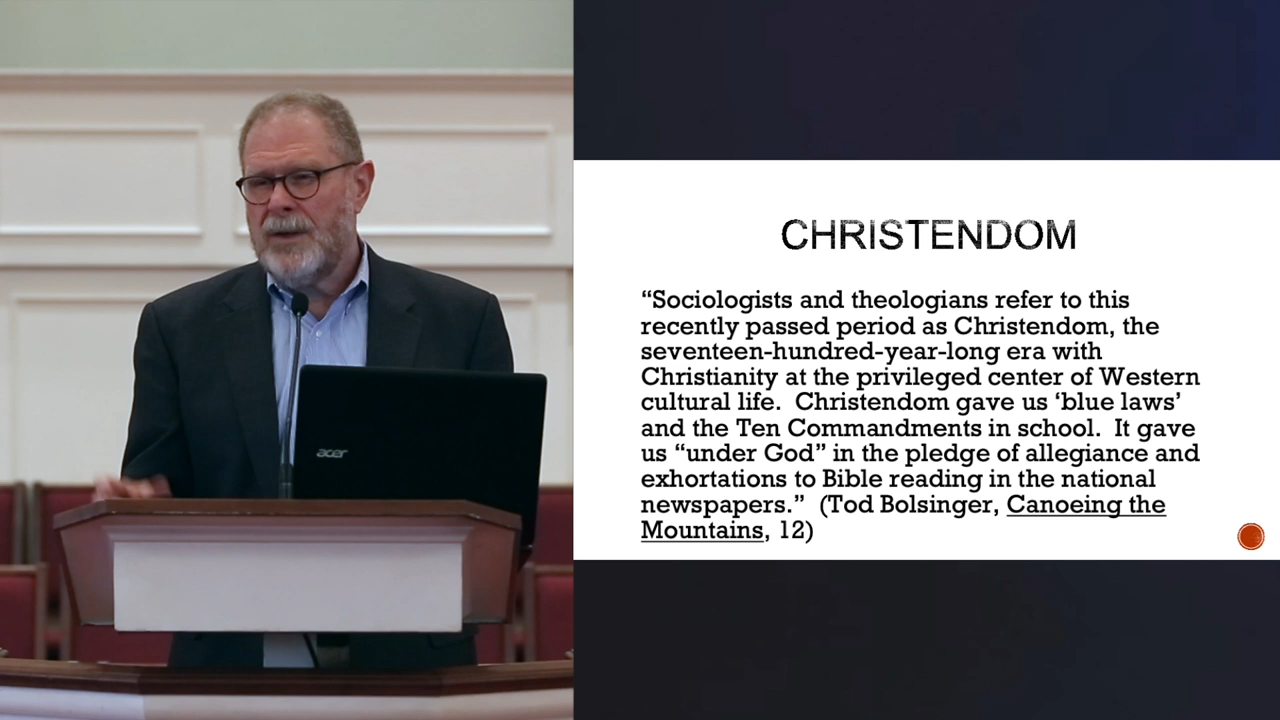 acer
CHRISTENDOM
“Sociologists and theologians refer to this
recently passed period as Christendom, the
seventeen-hundred-year-long era with
Christianity at the privileged center of Western
cultural life.  Christendom gave us ‘blue laws’
and the Ten Commandments in school.  It gave
us “under God” in the pledge of allegiance and
exhortations to Bible reading in the national
newspapers.”  (Tod Bolsinger, Canoeing the
Mountains, 12)